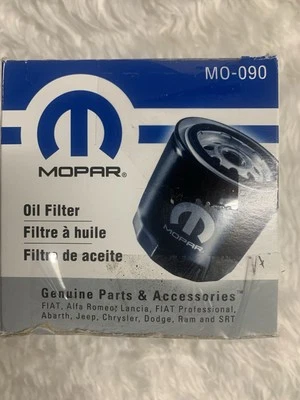 MO-090
MOPAR®
Oil Filter
Filtre à huile
Filtro de aceite
MOPAR
Genuine Parts & Accessories™
FIAT, Alfa Romeo, Lancia, FIAT Professional,
Abarth, Jeep, Chrysler, Dodge, Ram and SRT